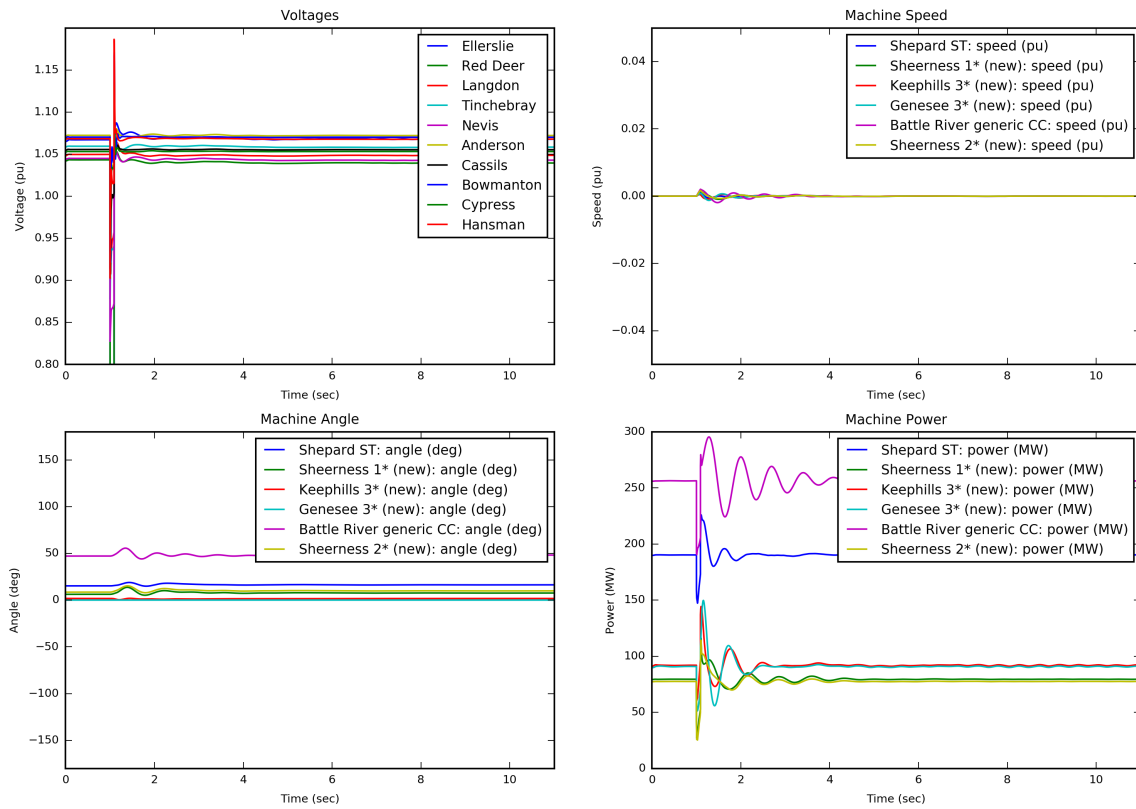 Voltages
1.15
1.10
1.05
1.00
0.95
0.90
0.85
0.80
Voltage (pu)
0
2
4
6
8
10
Time (sec)
Ellerslie
Red Deer
Langdon
Tinchebray
Nevis
Anderson
Cassils
Bowmanton
Cypress
Hansman
Machine Speed
0.04
0.02
0.00
−0.02
−0.04
Speed (pu)
0
2
4
6
8
10
Time (sec)
Shepard ST: speed (pu)
Sheerness 1* (new): speed (pu)
Keephills 3* (new): speed (pu)
Genesee 3* (new): speed (pu)
Battle River generic CC: speed (pu)
Sheerness 2* (new): speed (pu)
Machine Angle
150
100
50
0
−50
−100
−150
Angle (deg)
0
2
4
6
8
10
Time (sec)
Shepard ST: angle (deg)
Sheerness 1* (new): angle (deg)
Keephills 3* (new): angle (deg)
Genesee 3* (new): angle (deg)
Battle River generic CC: angle (deg)
Sheerness 2* (new): angle (deg)
Machine Power
300
250
200
150
100
50
0
Power (MW)
0
2
4
6
8
10
Time (sec)
Shepard ST: power (MW)
Sheerness 1* (new): power (MW)
Keephills 3* (new): power (MW)
Genesee 3* (new): power (MW)
Battle River generic CC: power (MW)
Sheerness 2* (new): power (MW)